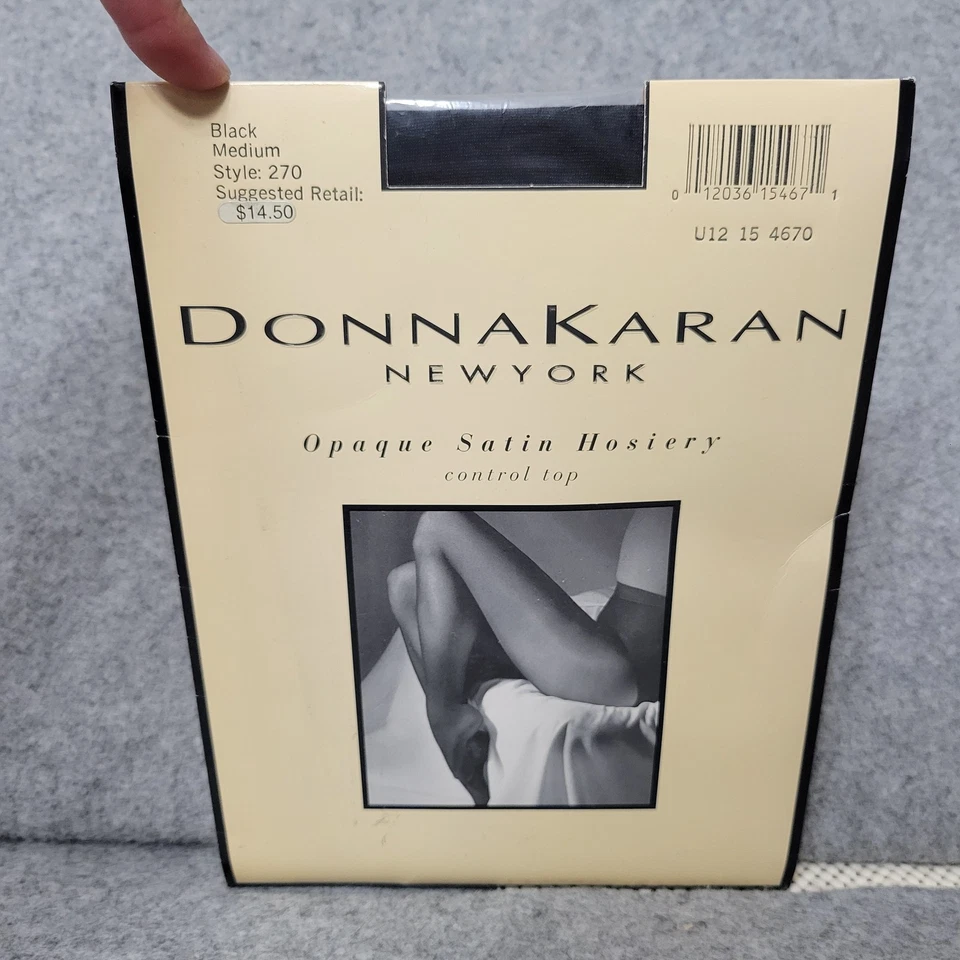 Black
Medium
Style: 270
Suggested Retail:
$14.50
0 12036 15467 1
U12 15 4670
DONNAKARAN
NEWYORK
Opaque Satin Hosiery
control top